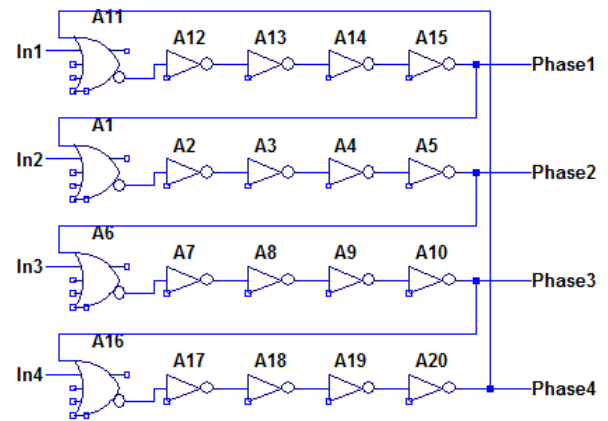 A11
In1 A12 A13 A14 A15 Phase1
A1
In2 A2 A3 A4 A5 Phase2
A6
In3 A7 A8 A9 A10 Phase3
A16
In4 A17 A18 A19 A20 Phase4